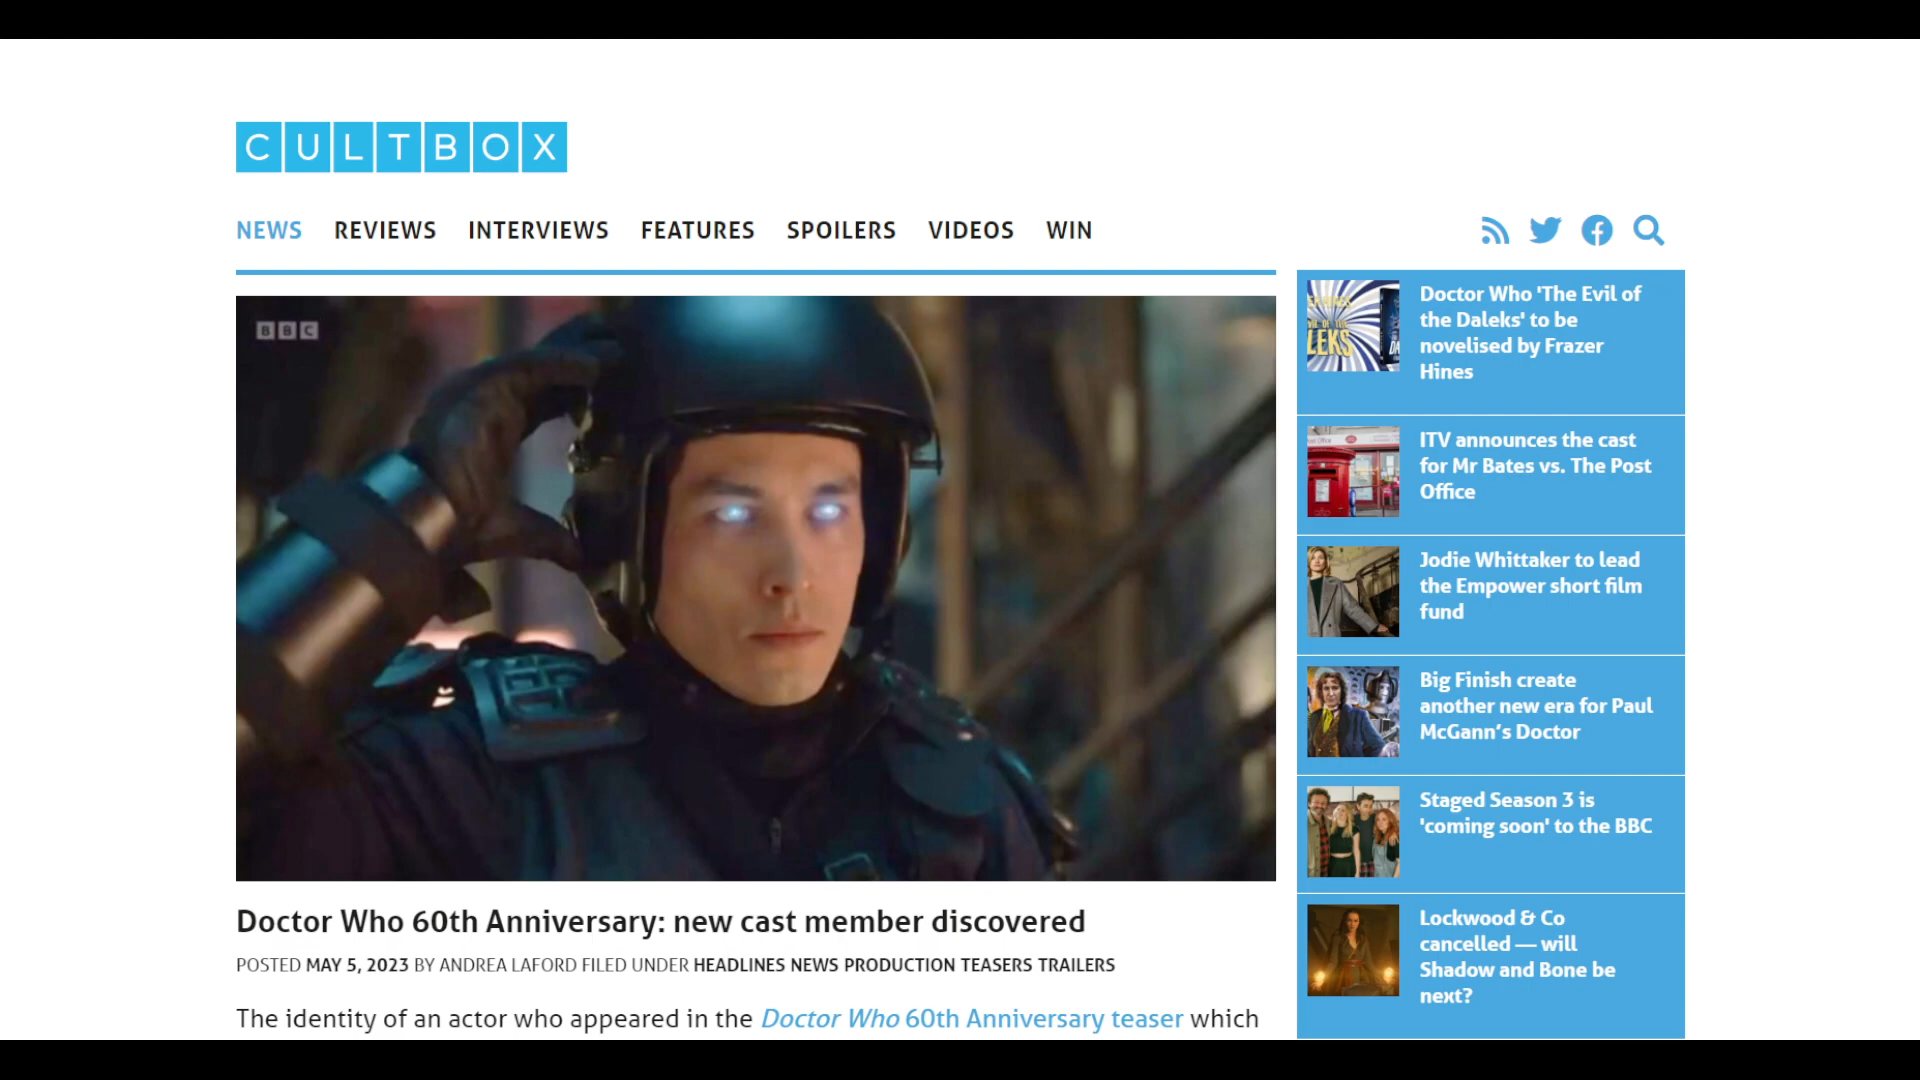 CULTBOX
NEWS REVIEWS INTERVIEWS FEATURES SPOILERS VIDEOS WIN
BBC
Doctor Who 60th Anniversary: new cast member discovered
POSTED MAY 5, 2023 BY ANDREA LAFORD FILED UNDER HEADLINES NEWS PRODUCTION TEASERS TRAILERS
The identity of an actor who appeared in the Doctor Who 60th Anniversary teaser which
Doctor Who 'The Evil of
the Daleks' to be
novelised by Frazer
Hines
ITV announces the cast
for Mr Bates vs. The Post
Office
Jodie Whittaker to lead
the Empower short film
fund
Big Finish create
another new era for Paul
McGann’s Doctor
Staged Season 3 is
'coming soon' to the BBC
Lockwood & Co
cancelled — will
Shadow and Bone be
next?